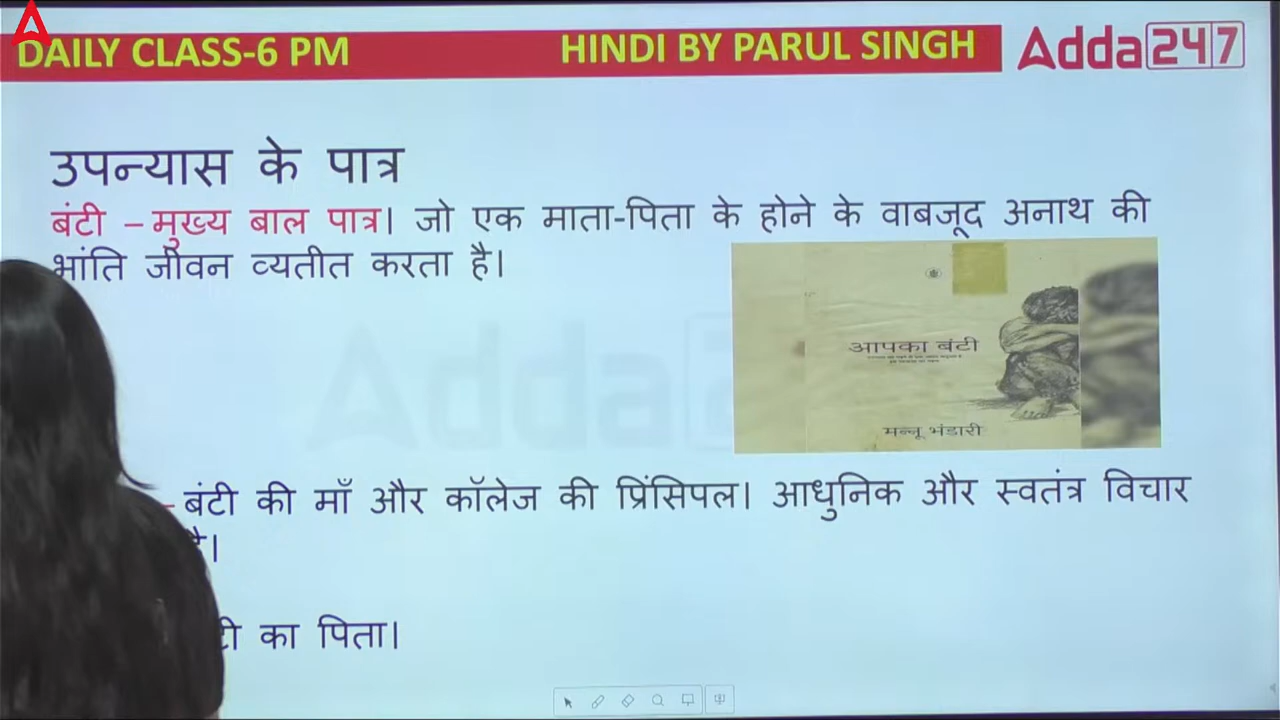 DAILY CLASS-6 PM
HINDI BY PARUL SINGH
Adda247
उपन्यास के पात्र
बंटी – मुख्य बाल पात्र। जो एक माता-पिता के होने के वाबजूद अनाथ की
भांति जीवन व्यतीत करता है।
आपका बंटी
मन्नू भंडारी
– बंटी की माँ और कॉलेज की प्रिंसिपल। आधुनिक और स्वतंत्र विचार
है।
का पिता।